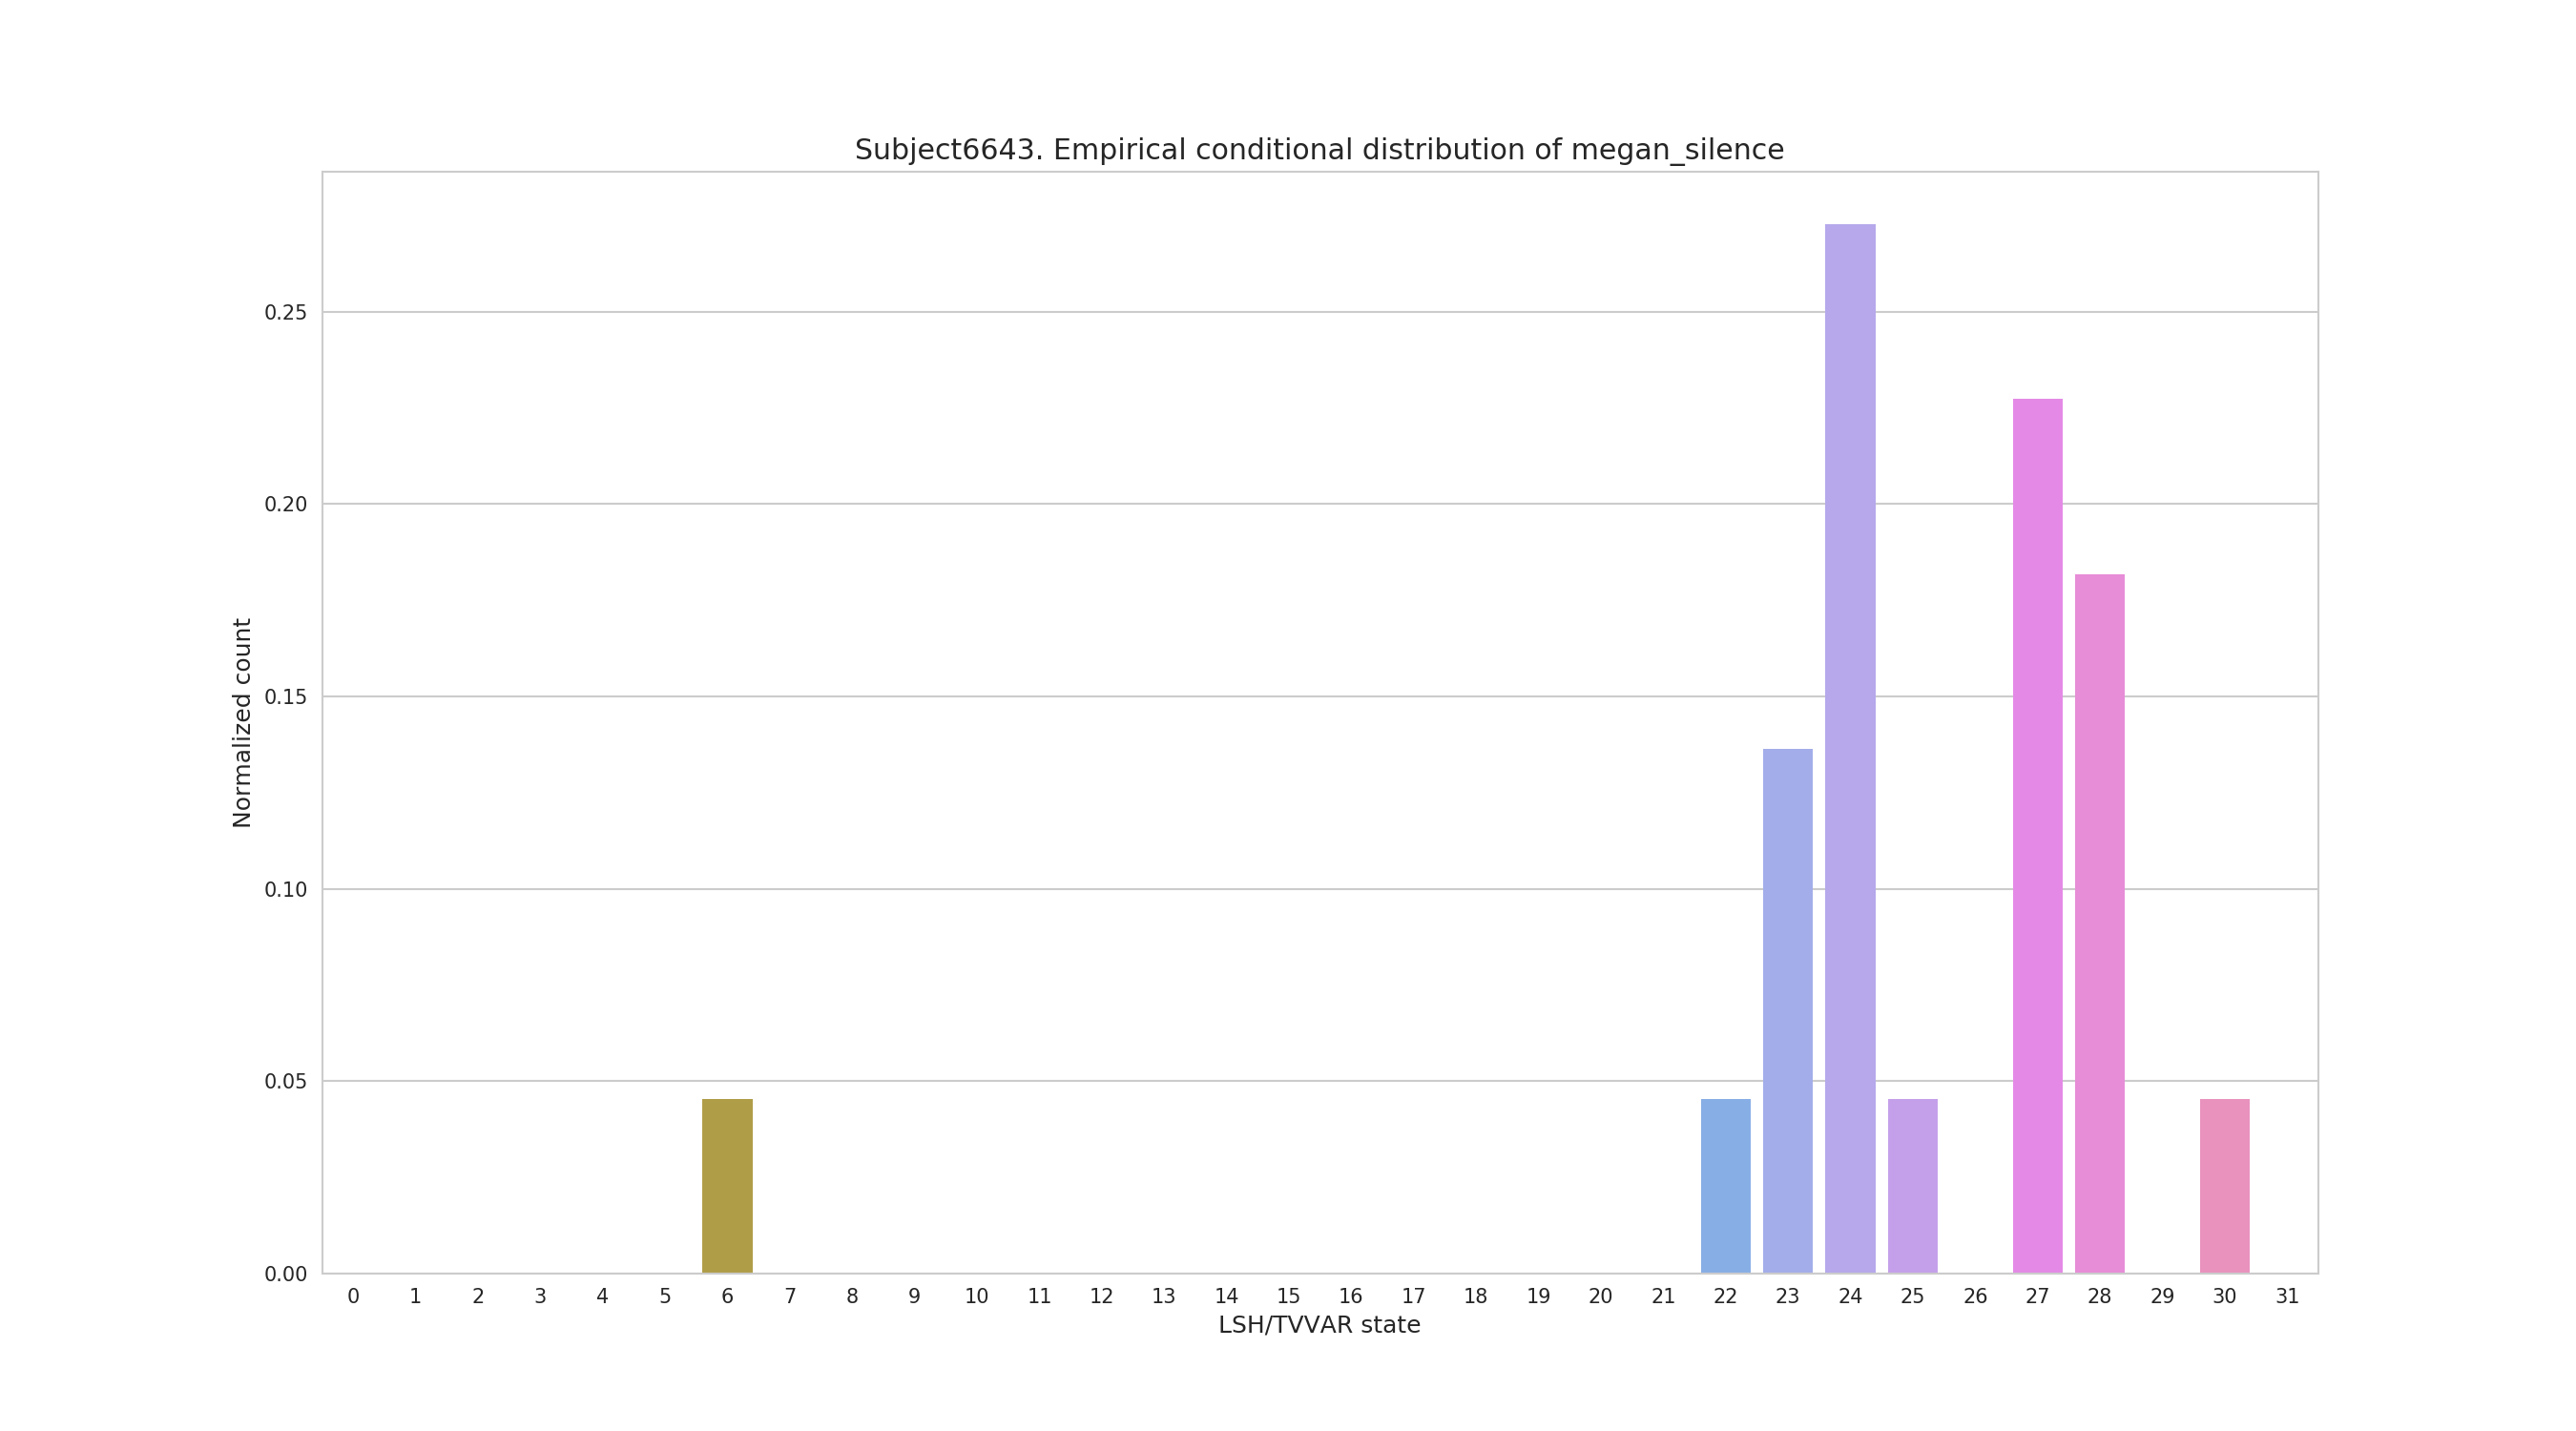 Subject6643. Empirical conditional distribution of megan_silence
Normalized count
0.25
0.20
0.15
0.10
0.05
0.00
0 1 2 3 4 5 6 7 8 9 10 11 12 13 14 15 16 17 18 19 20 21 22 23 24 25 26 27 28 29 30 31
LSH/TVVAR state